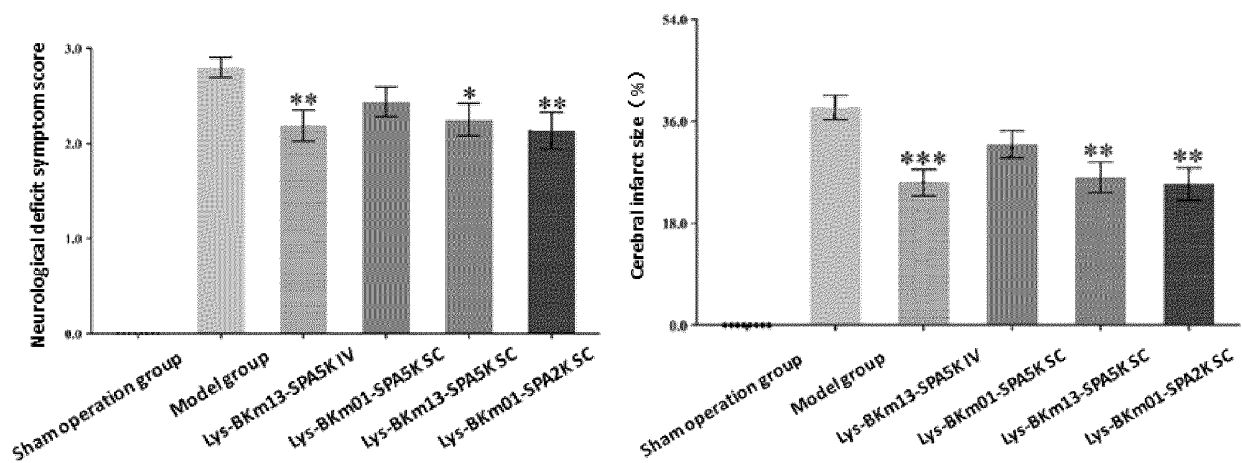 Neurological deficit symptom score
3.0
2.0
1.0
0.0
**
*
**
Sham operation group
Model group
Lys-BKm13-SPA5K IV
Lys-BKm01-SPA5K SC
Lys-BKm13-SPA5K SC
Lys-BKm01-SPA2K SC
Cerebral infarct size (%)
54.0
36.0
18.0
0.0
***
**
**
Sham operation group
Model group
Lys-BKm13-SPA5K IV
Lys-BKm01-SPA5K SC
Lys-BKm13-SPA5K SC
Lys-BKm01-SPA2K SC